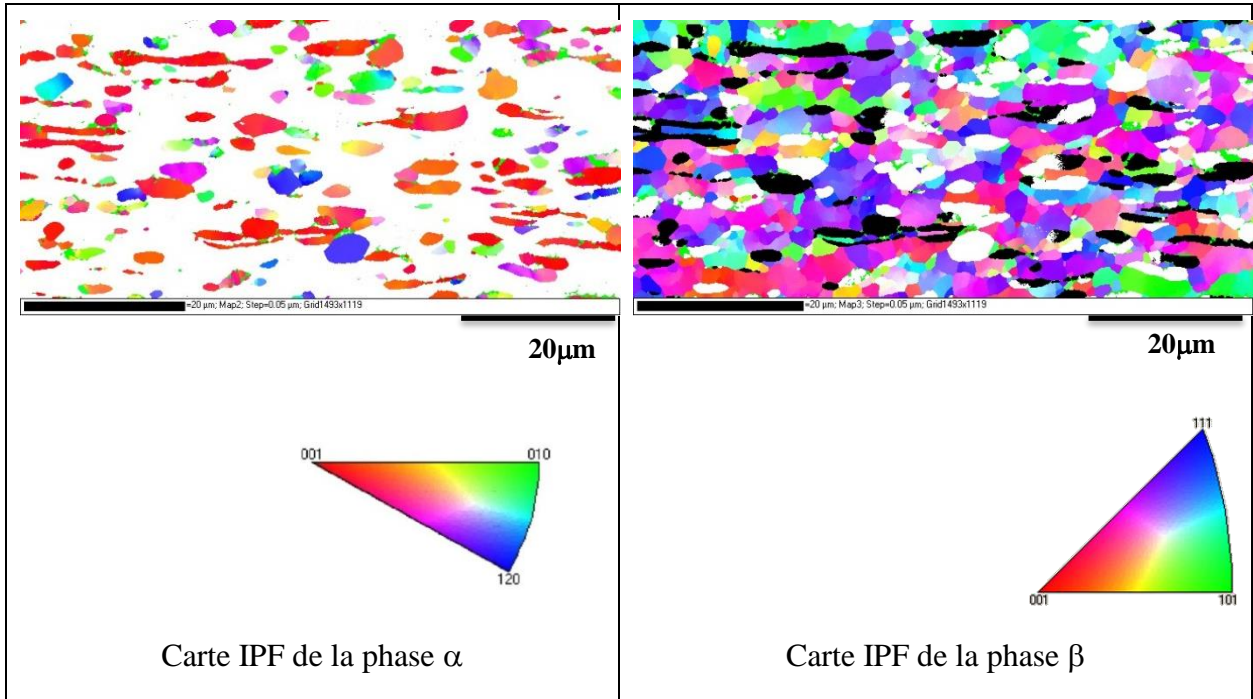 =20 µm; Map2; Step=0.05 µm; Grid1493x1119
20µm
001
010
120
Carte IPF de la phase α
=20 µm; Map3; Step=0.05 µm; Grid1493x1119
20µm
111
001
101
Carte IPF de la phase β